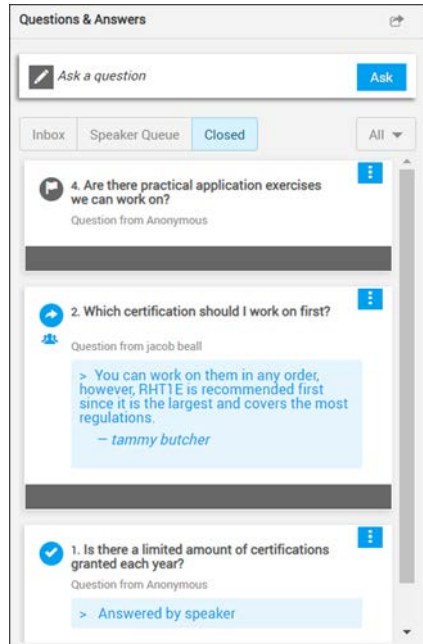 Questions & Answers
Ask a question
Ask
Inbox
Speaker Queue
Closed
All
4. Are there practical application exercises
we can work on?
Question from Anonymous
2. Which certification should I work on first?
Question from jacob beall
> You can work on them in any order,
however, RHT1E is recommended first
since it is the largest and covers the most
regulations.
— tammy butcher
1. Is there a limited amount of certifications
granted each year?
Question from Anonymous
> Answered by speaker